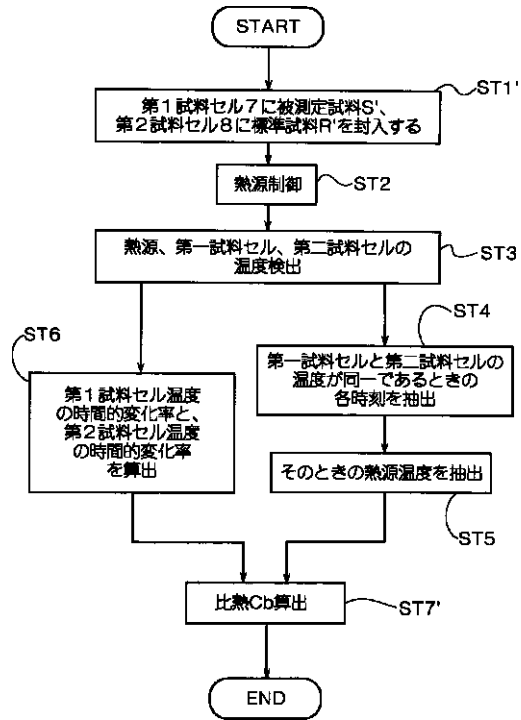 START
ST1'
第1試料セル7に被測定試料S'、
第2試料セル8に標準試料R'を封入する
熱源制御
ST2
熱源、第一試料セル、第二試料セルの
温度検出
ST3
ST6
第1試料セル温度
の時間的変化率と、
第2試料セル温度
の時間的変化率
を算出
ST4
第一試料セルと第二試料セルの
温度が同一であるときの
各時刻を抽出
そのときの熱源温度を抽出
ST5
比熱Cb算出
ST7'
END